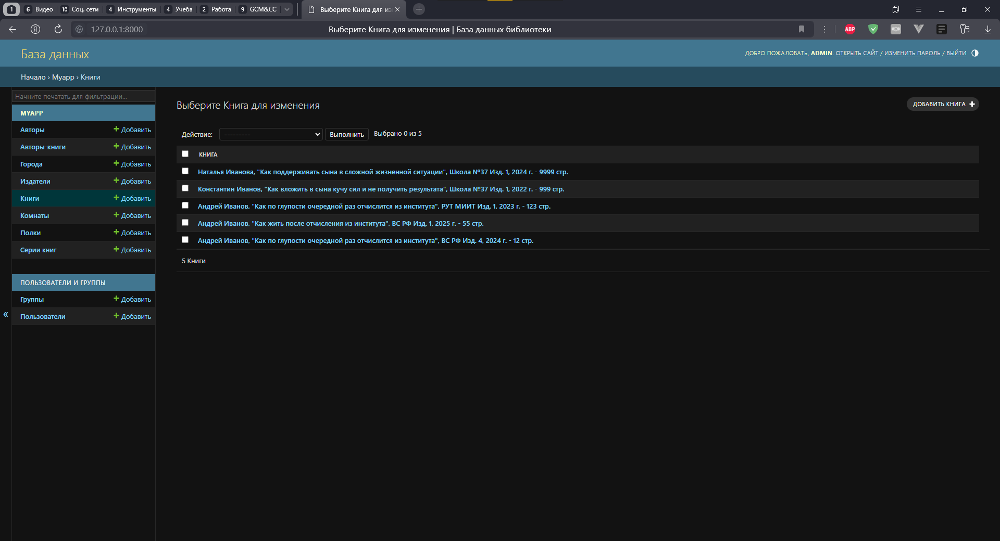 1 6 Видео 10 Соц. сети 4 Инструменты 4 Учеба 2 Работа 9 GCM&CC Выберите Книга для из
127.0.0.1:8000 Выберите Книга для изменения | База данных библиотеки ABP
База данных
ДОБРО ПОЖАЛОВАТЬ, ADMIN. ОТКРЫТЬ САЙТ / ИЗМЕНИТЬ ПАРОЛЬ / ВЫЙТИ
Начало › Myapp › Книги
Начните печатать для фильтрации...
MYAPP
Авторы Добавить
Авторы-книги Добавить
Города Добавить
Издатели Добавить
Книги Добавить
Комнаты Добавить
Полки Добавить
Серии книг Добавить
ПОЛЬЗОВАТЕЛИ И ГРУППЫ
Группы Добавить
Пользователи Добавить
«
Выберите Книга для изменения
ДОБАВИТЬ КНИГА
Действие: --------- Выполнить Выбрано 0 из 5
КНИГА
Наталья Иванова, "Как поддерживать сына в сложной жизненной ситуации", Школа №37 Изд. 1, 2024 г. - 9999 стр.
Константин Иванов, "Как вложить в сына кучу сил и не получить результата", Школа №37 Изд. 1, 2022 г. - 999 стр.
Андрей Иванов, "Как по глупости очередной раз отчислится из института", РУТ МИИТ Изд. 1, 2023 г. - 123 стр.
Андрей Иванов, "Как жить после отчисления из института", ВС РФ Изд. 1, 2025 г. - 55 стр.
Андрей Иванов, "Как по глупости очередной раз отчислится из института", ВС РФ Изд. 4, 2024 г. - 12 стр.
5 Книги